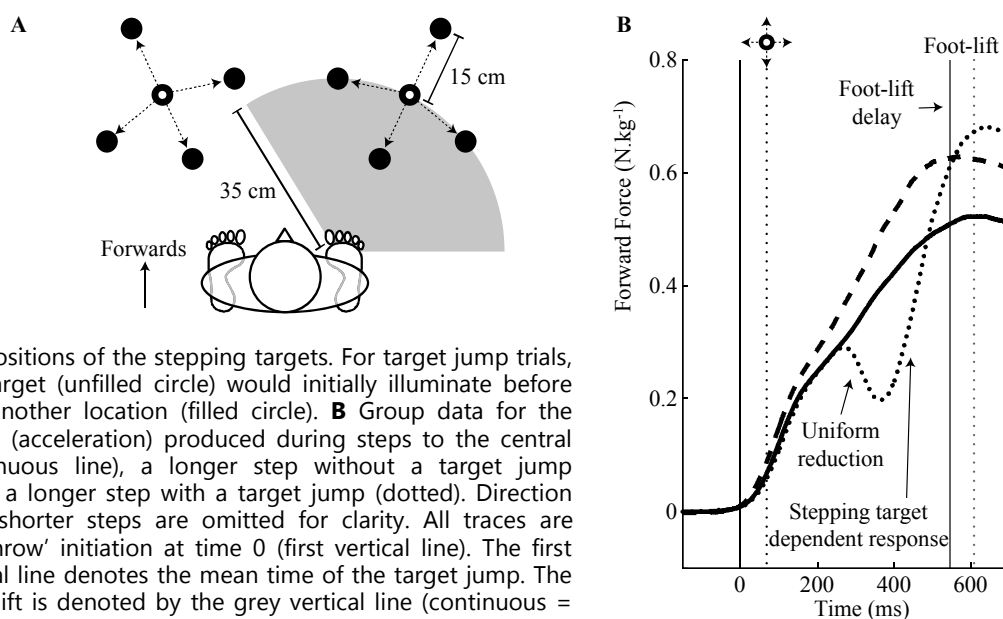 A
15 cm
35 cm
Forwards
B
Foot-lift
Foot-lift
delay
Forward Force (N.kg-1)
0.8
0.6
0.4
0.2
0
Uniform
reduction
Stepping target
dependent response
0
200
400
600
Time (ms)
ositions of the stepping targets. For target jump trials,
arget (unfilled circle) would initially illuminate before
nother location (filled circle). B Group data for the
(acceleration) produced during steps to the central
nuous line), a longer step without a target jump
a longer step with a target jump (dotted). Direction
shorter steps are omitted for clarity. All traces are
hrow’ initiation at time 0 (first vertical line). The first
al line denotes the mean time of the target jump. The
lift is denoted by the grey vertical line (continuous =